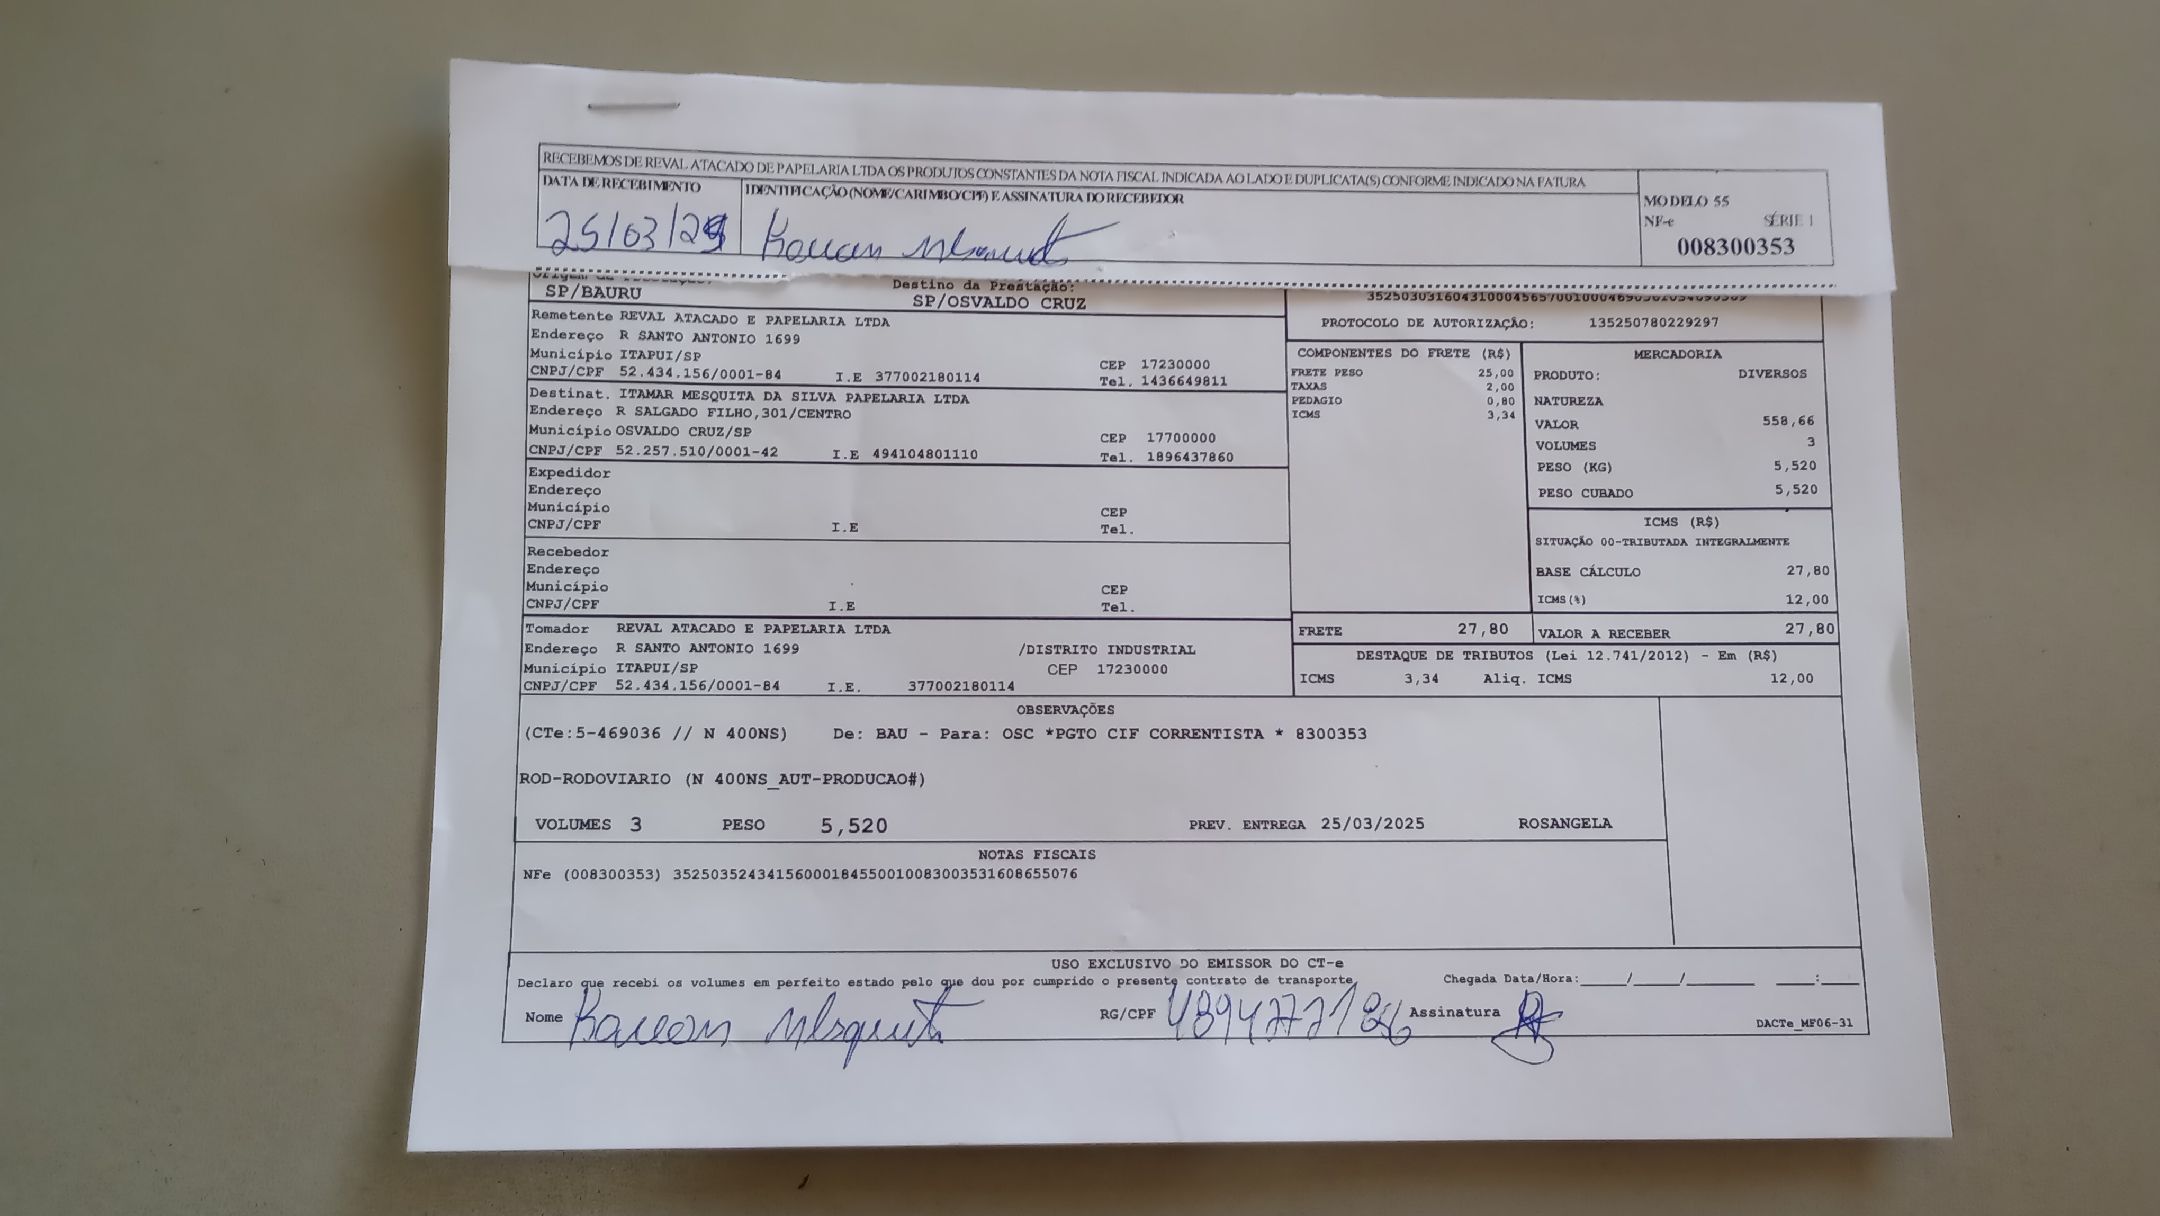 RECEBEMOS DE REVAL ATACADO DE PAPELARIA LTDA OS PRODUTOS CONSTANTES DA NOTA FISCAL INDICADA AO LADO E DUPLICATA(S) CONFORME INDICADO NA FATURA
DATA DE RECEBIMENTO
25/03/25
IDENTIFICAÇÃO (NOME/CARIMBO/CPF) E ASSINATURA DO RECEBEDOR
MODELO 55
NF-e SÉRIE 1
008300353
SP/BAURU
Destino da Prestação:
SP/OSVALDO CRUZ
PROTOCOLO DE AUTORIZAÇÃO: 135250780229297
Remetente REVAL ATACADO E PAPELARIA LTDA
Endereço R SANTO ANTONIO 1699
Município ITAPUI/SP CEP 17230000
CNPJ/CPF 52.434.156/0001-84 I.E 377002180114 Tel. 1436649811
Destinat. ITAMAR MESQUITA DA SILVA PAPELARIA LTDA
Endereço R SALGADO FILHO,301/CENTRO
Município OSVALDO CRUZ/SP CEP 17700000
CNPJ/CPF 52.257.510/0001-42 I.E 494104801110 Tel. 1896437860
Expedidor
Endereço
Município CEP
CNPJ/CPF I.E Tel.
Recebedor
Endereço
Município CEP
CNPJ/CPF I.E Tel.
Tomador REVAL ATACADO E PAPELARIA LTDA
Endereço R SANTO ANTONIO 1699 /DISTRITO INDUSTRIAL
Município ITAPUI/SP CEP 17230000
CNPJ/CPF 52.434.156/0001-84 I.E. 377002180114
COMPONENTES DO FRETE (R$)
FRETE PESO 25,00
TAXAS 2,00
PEDAGIO 0,80
ICMS 3,34
MERCADORIA
PRODUTO: DIVERSOS
NATUREZA
VALOR 558,66
VOLUMES 3
PESO (KG) 5,520
PESO CUBADO 5,520
ICMS (R$)
SITUAÇÃO 00-TRIBUTADA INTEGRALMENTE
BASE CÁLCULO 27,80
ICMS(%) 12,00
FRETE 27,80
VALOR A RECEBER 27,80
DESTAQUE DE TRIBUTOS (Lei 12.741/2012) - Em (R$)
ICMS 3,34 Aliq. ICMS 12,00
OBSERVAÇÕES
(CTe:5-469036 // N 400NS) De: BAU - Para: OSC *PGTO CIF CORRENTISTA * 8300353
ROD-RODOVIARIO (N 400NS_AUT-PRODUCAO#)
VOLUMES 3 PESO 5,520 PREV. ENTREGA 25/03/2025 ROSANGELA
NOTAS FISCAIS
NFe (008300353) 35250352434156000184550010083003531608655076
USO EXCLUSIVO DO EMISSOR DO CT-e
Declaro que recebi os volumes em perfeito estado pelo que dou por cumprido o presente contrato de transporte Chegada Data/Hora:____/____/______ ___:___
Nome RG/CPF Assinatura
DACTe_MF06-31